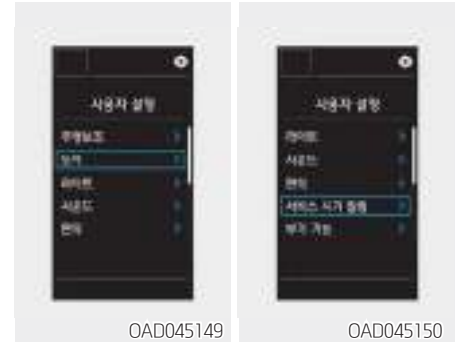 사용자 설정
주행보조
도어
라이트
사운드
편의
OAD045149
사용자 설정
라이트
사운드
편의
서비스 시기 알림
부가 기능
OAD045150